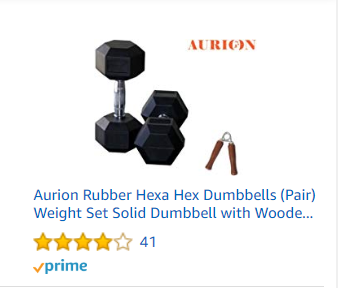 AURION
Aurion Rubber Hexa Hex Dumbbells (Pair)
Weight Set Solid Dumbbell with Woode...
41
prime